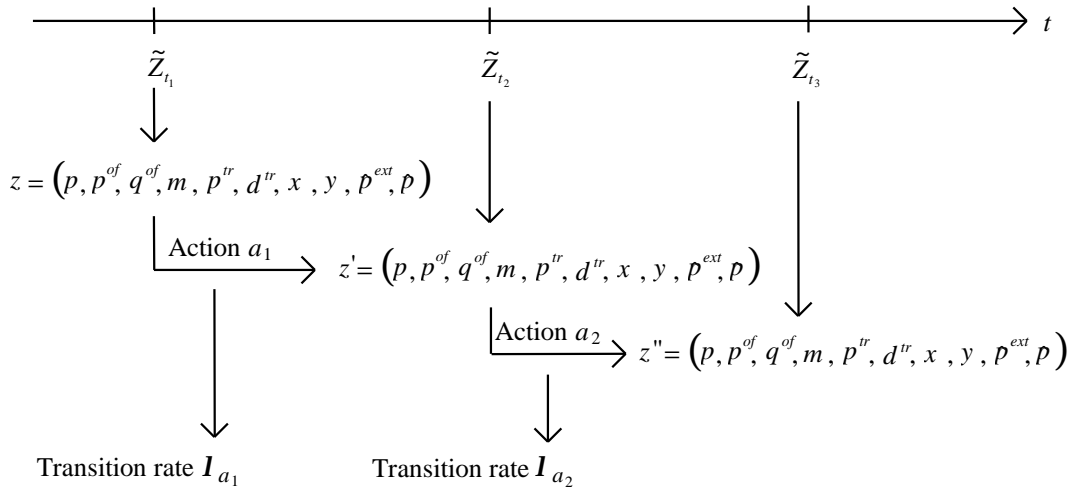 t
Z̃_{t_1} Z̃_{t_2} Z̃_{t_3}
z = (p, p^{of}, q^{of}, m, p^{tr}, d^{tr}, x, y, p̂^{ext}, p̂)
Action a_1
z' = (p, p^{of}, q^{of}, m, p^{tr}, d^{tr}, x, y, p̂^{ext}, p̂)
Action a_2
z'' = (p, p^{of}, q^{of}, m, p^{tr}, d^{tr}, x, y, p̂^{ext}, p̂)
Transition rate l_{a_1} Transition rate l_{a_2}